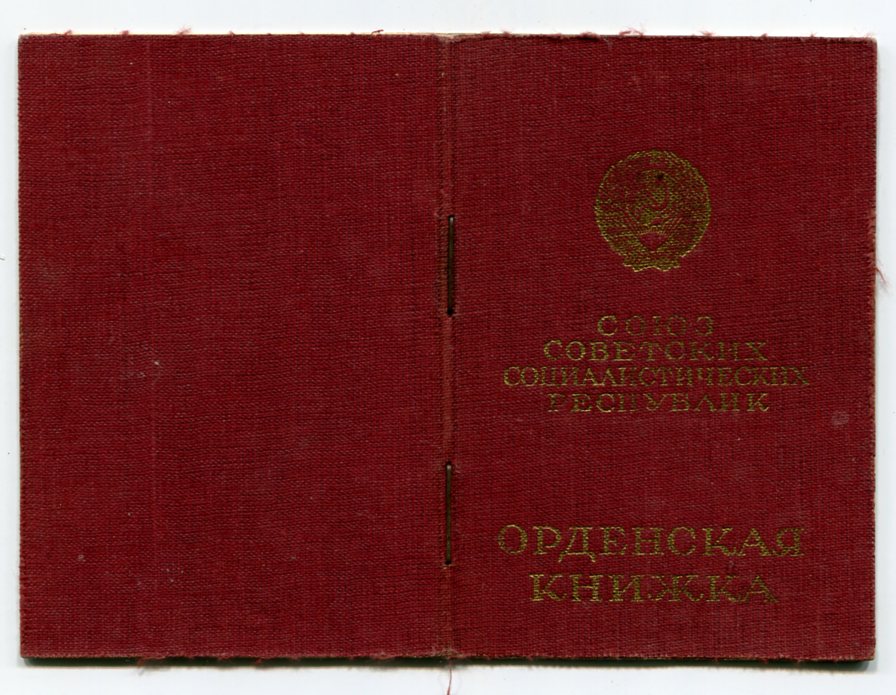 СОЮЗ
СОВЕТСКИХ
СОЦИАЛИСТИЧЕСКИХ
РЕСПУБЛИК
ОРДЕНСКАЯ
КНИЖКА